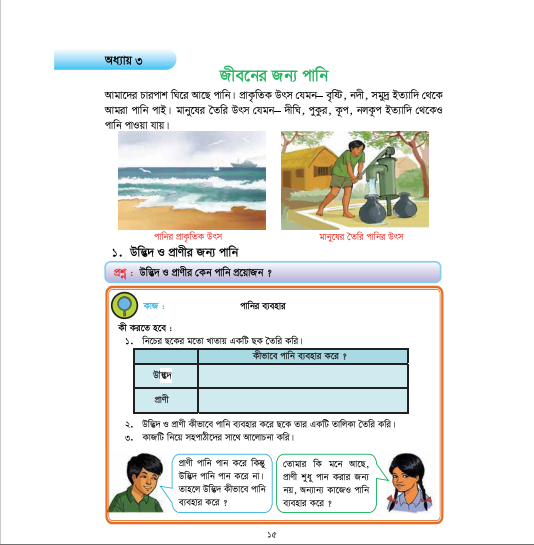 অধ্যায় ৩
জীবনের জন্য পানি
আমাদের চারপাশ ঘিরে আছে পানি। প্রাকৃতিক উৎস যেমন— বৃষ্টি, নদী, সমুদ্র ইত্যাদি থেকে
আমরা পানি পাই। মানুষের তৈরি উৎস যেমন— দীঘি, পুকুর, কূপ, নলকূপ ইত্যাদি থেকেও
পানি পাওয়া যায়।
পানির প্রাকৃতিক উৎস
মানুষের তৈরি পানির উৎস
১. উদ্ভিদ ও প্রাণীর জন্য পানি
প্রশ্ন : উদ্ভিদ ও প্রাণীর কেন পানি প্রয়োজন ?
কাজ : পানির ব্যবহার
কী করতে হবে :
১. নিচের ছকের মতো খাতায় একটি ছক তৈরি করি।
কীভাবে পানি ব্যবহার করে ?
উদ্ভিদ
প্রাণী
২. উদ্ভিদ ও প্রাণী কীভাবে পানি ব্যবহার করে ছকে তার একটি তালিকা তৈরি করি।
৩. কাজটি নিয়ে সহপাঠীদের সাথে আলোচনা করি।
প্রাণী পানি পান করে কিন্তু
উদ্ভিদ পানি পান করে না।
তাহলে উদ্ভিদ কীভাবে পানি
ব্যবহার করে ?
তোমার কি মনে আছে,
প্রাণী শুধু পান করার জন্য
নয়, অন্যান্য কাজেও পানি
ব্যবহার করে ?
১৫